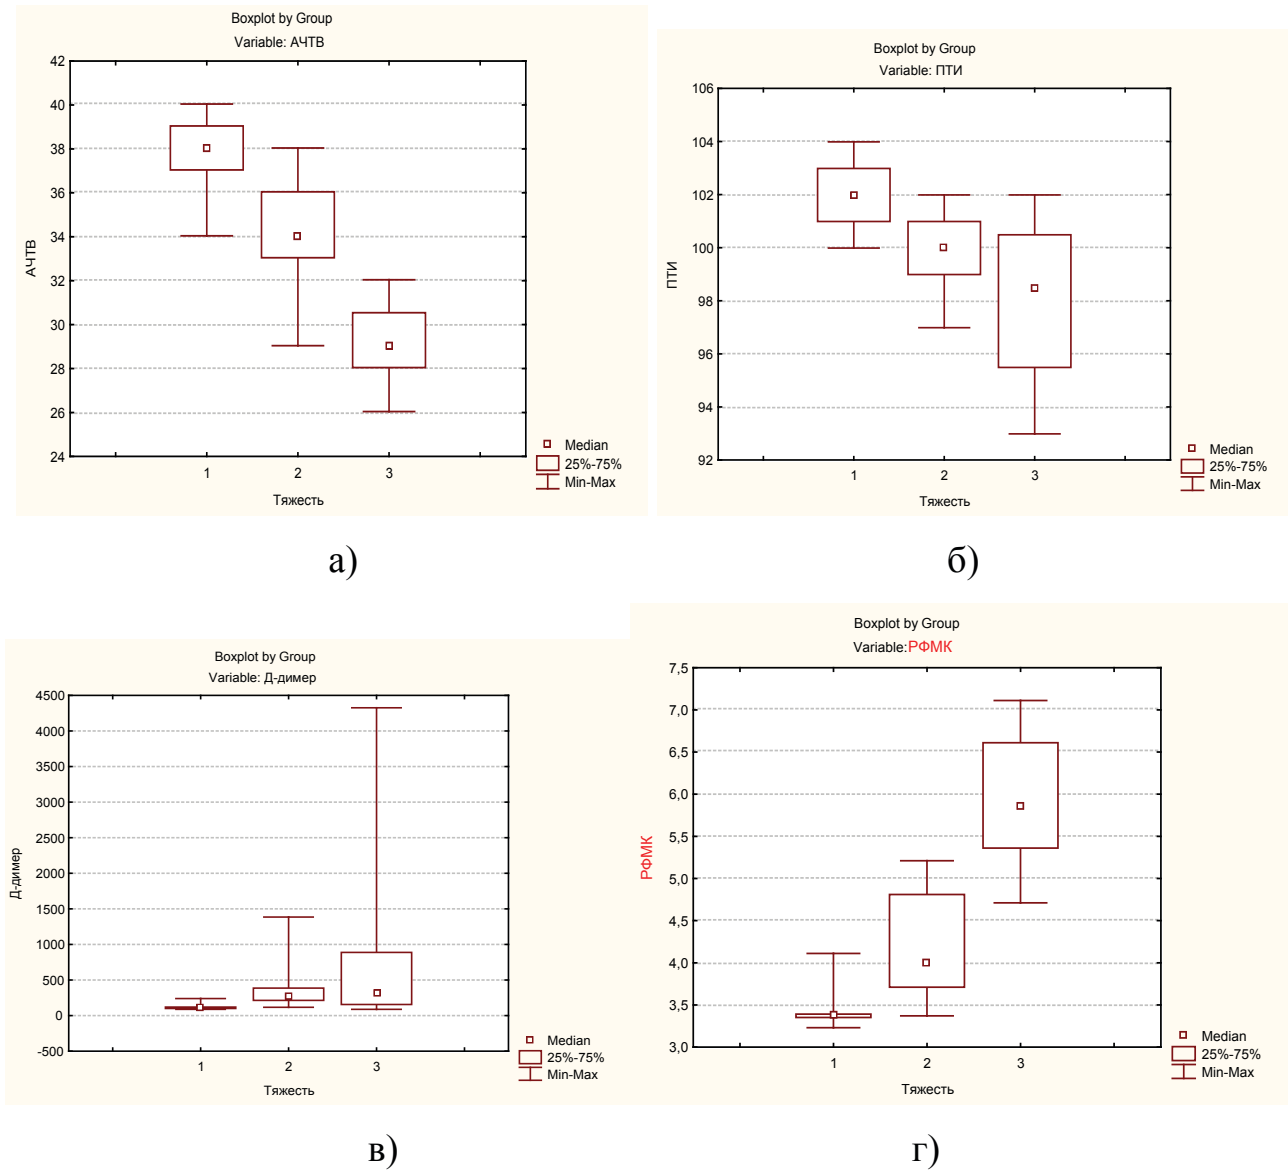 Boxplot by Group
Variable: АЧТВ
42
40
38
36
34
32
30
28
26
24
АЧТВ
1 2 3
Тяжесть
Median
25%-75%
Min-Max
а)
Boxplot by Group
Variable: ПТИ
106
104
102
100
98
96
94
92
ПТИ
1 2 3
Тяжесть
Median
25%-75%
Min-Max
б)
Boxplot by Group
Variable: Д-димер
4500
4000
3500
3000
2500
2000
1500
1000
500
0
-500
Д-димер
1 2 3
Тяжесть
Median
25%-75%
Min-Max
в)
Boxplot by Group
Variable:РФМК
7,5
7,0
6,5
6,0
5,5
5,0
4,5
4,0
3,5
3,0
РФМК
1 2 3
Тяжесть
Median
25%-75%
Min-Max
г)